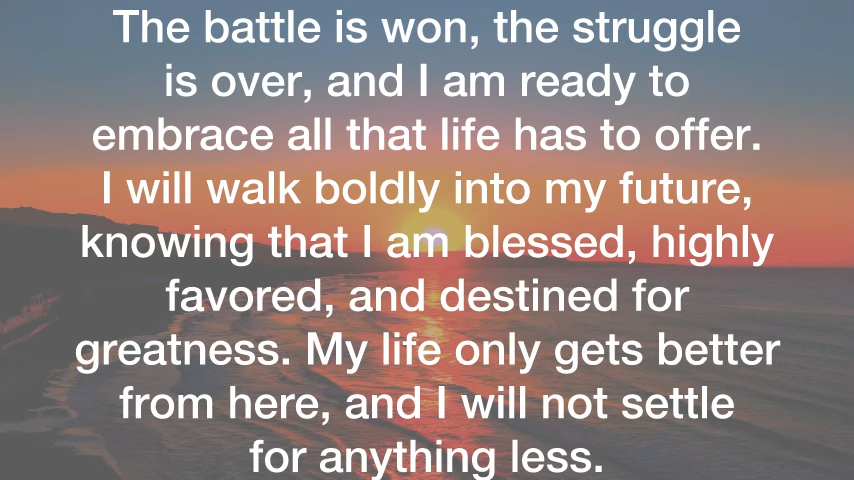 The battle is won, the struggle
is over, and I am ready to
embrace all that life has to offer.
I will walk boldly into my future,
knowing that I am blessed, highly
favored, and destined for
greatness. My life only gets better
from here, and I will not settle
for anything less.